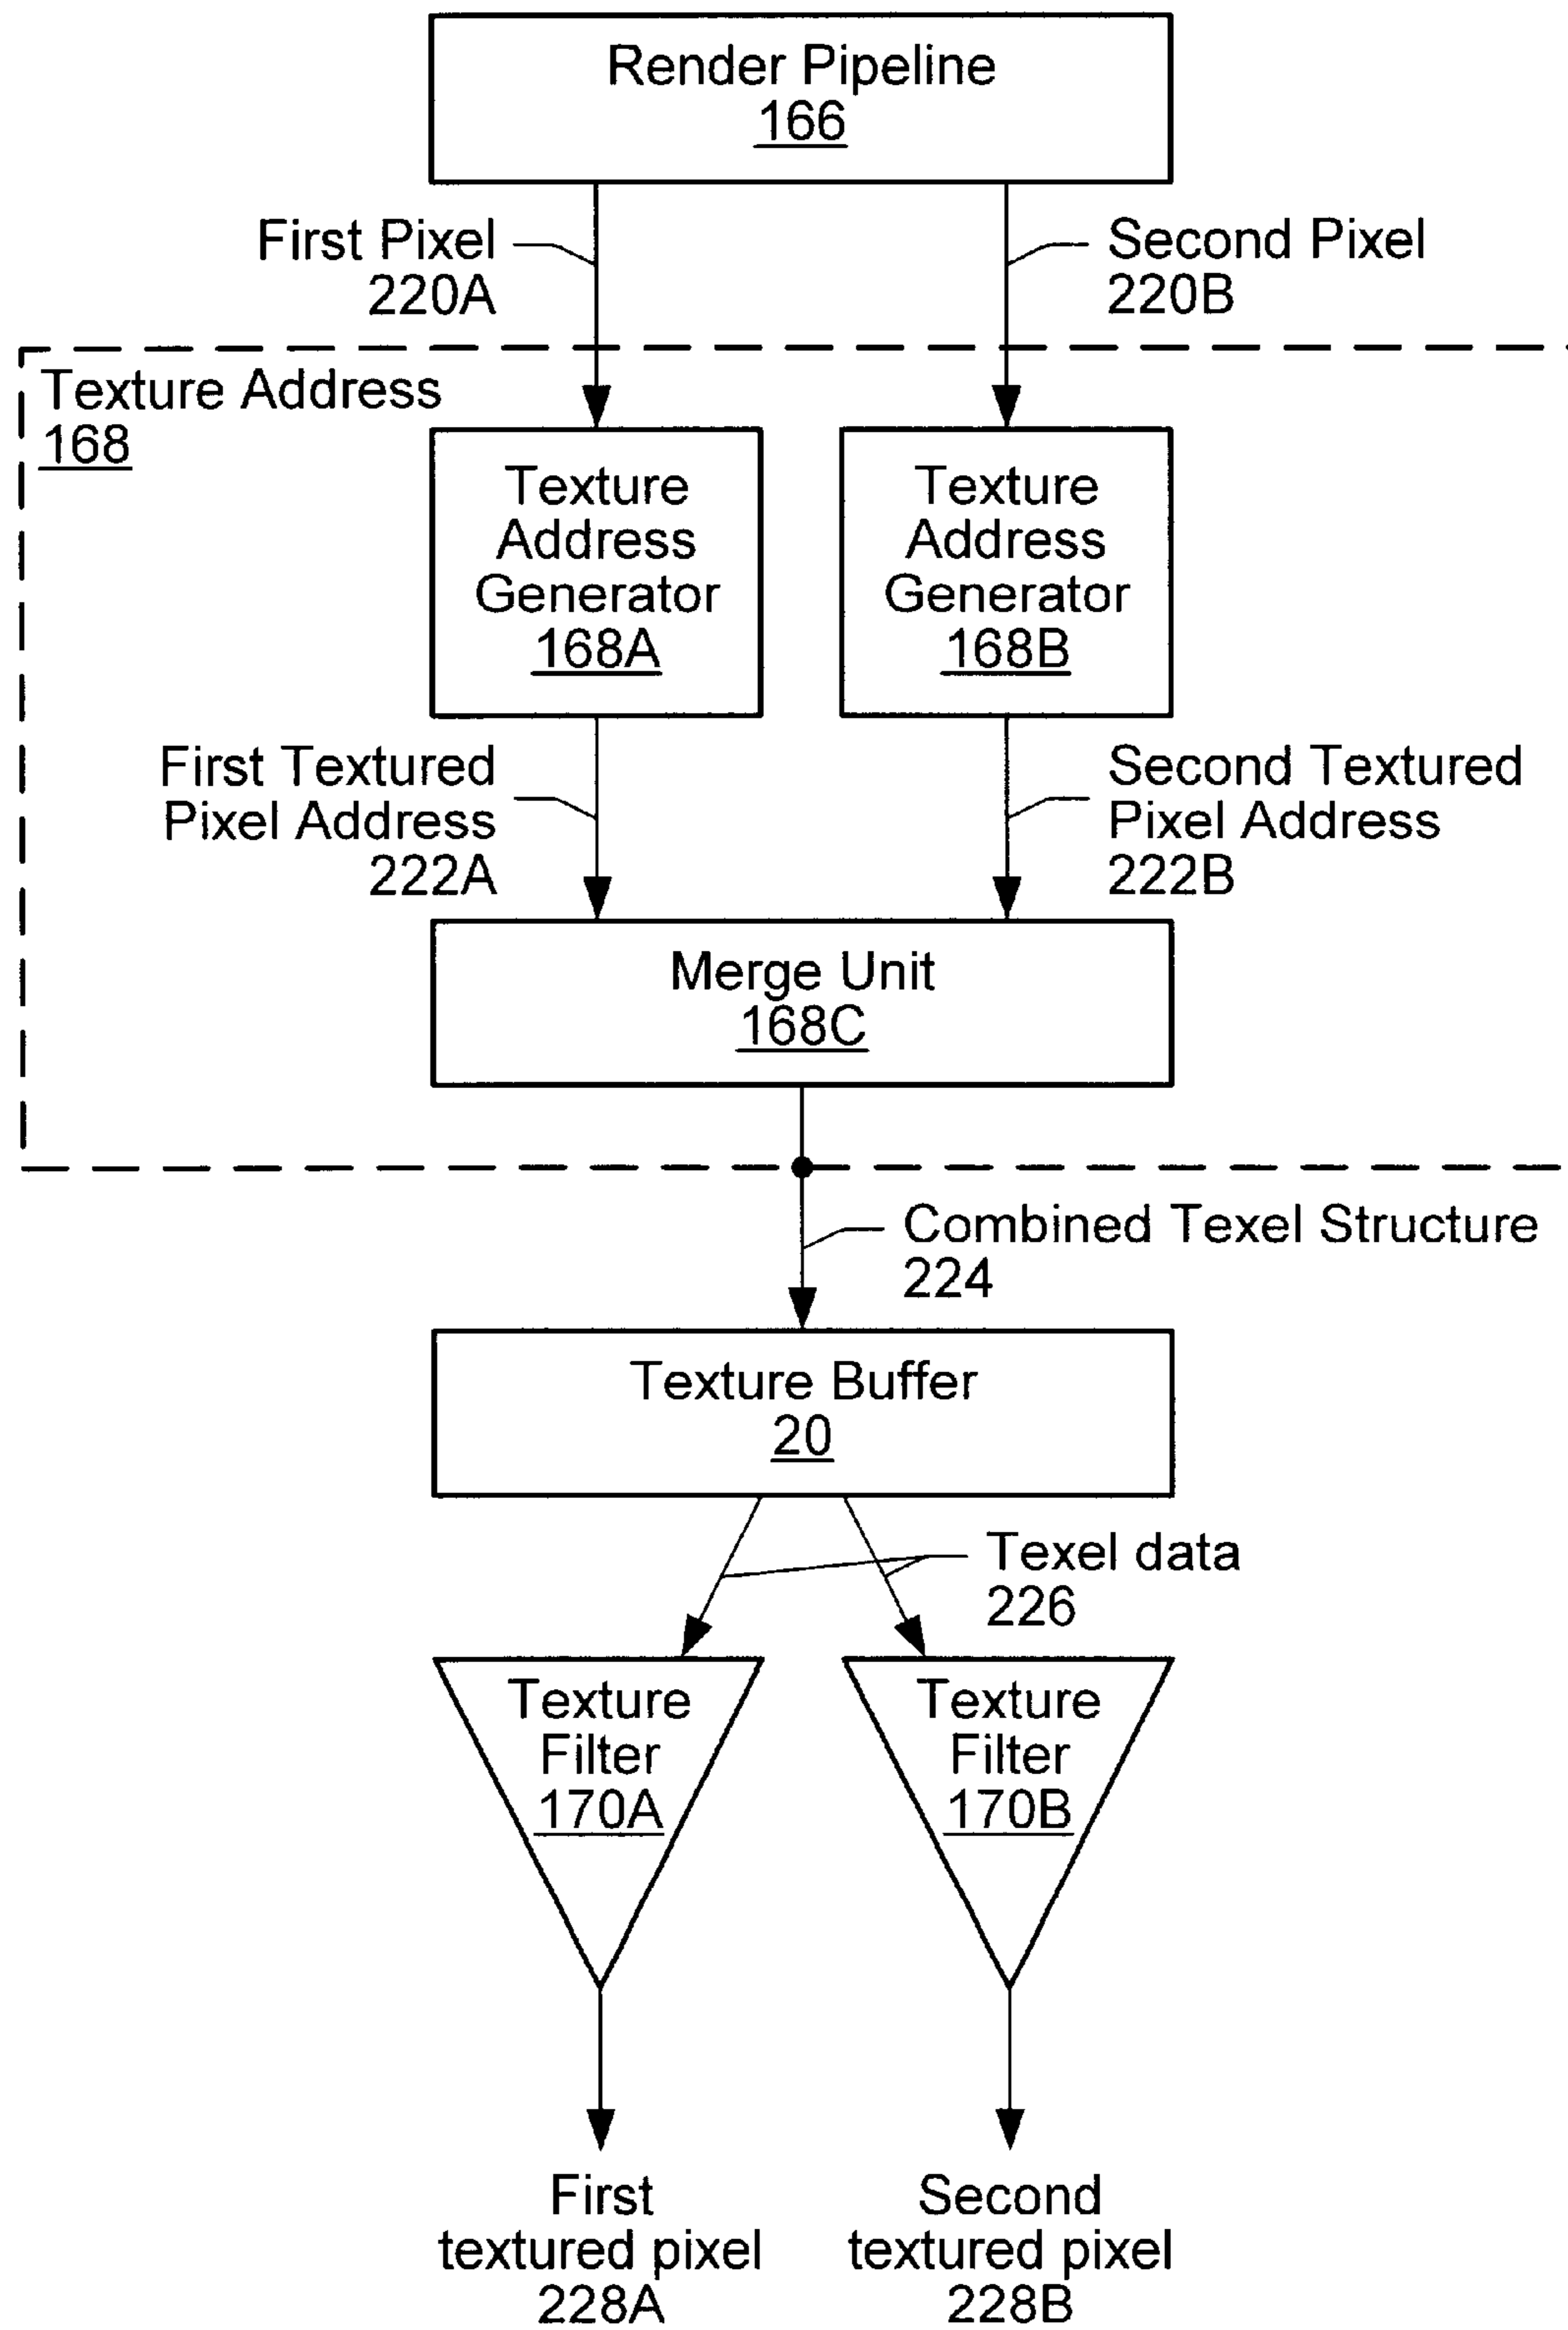 Render Pipeline
166
First Pixel
220A
Second Pixel
220B
Texture Address
168
Texture
Address
Generator
168A
Texture
Address
Generator
168B
First Textured
Pixel Address
222A
Second Textured
Pixel Address
222B
Merge Unit
168C
Combined Texel Structure
224
Texture Buffer
20
Texel data
226
Texture
Filter
170A
Texture
Filter
170B
First
textured pixel
228A
Second
textured pixel
228B